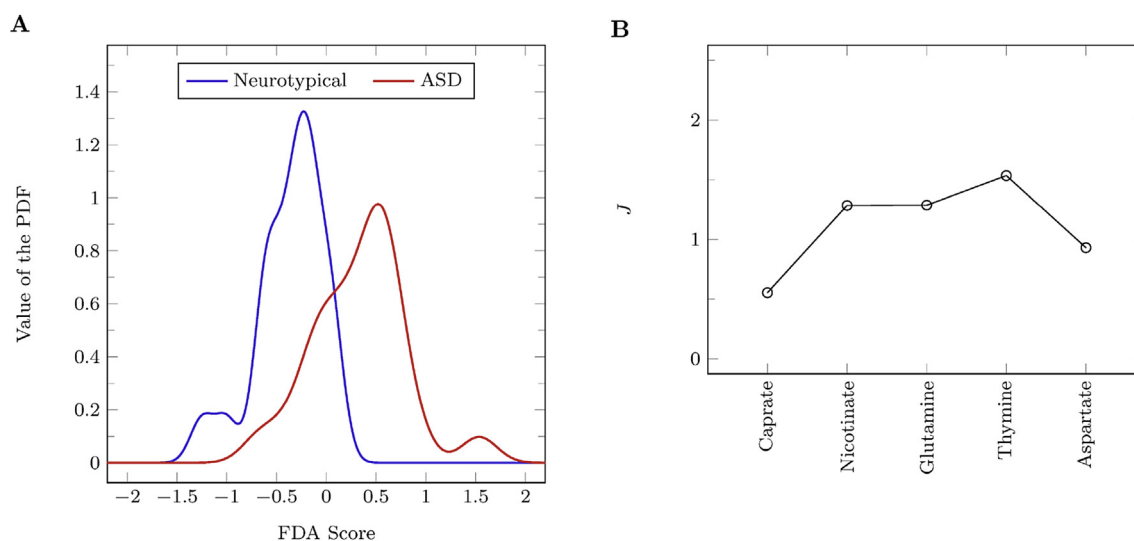 A
Neurotypical
ASD
Value of the PDF
1.4
1.2
1
0.8
0.6
0.4
0.2
0
−2
−1.5
−1
−0.5
0
0.5
1
1.5
2
FDA Score
B
J
2
1
0
Caprate
Nicotinate
Glutamine
Thymine
Aspartate